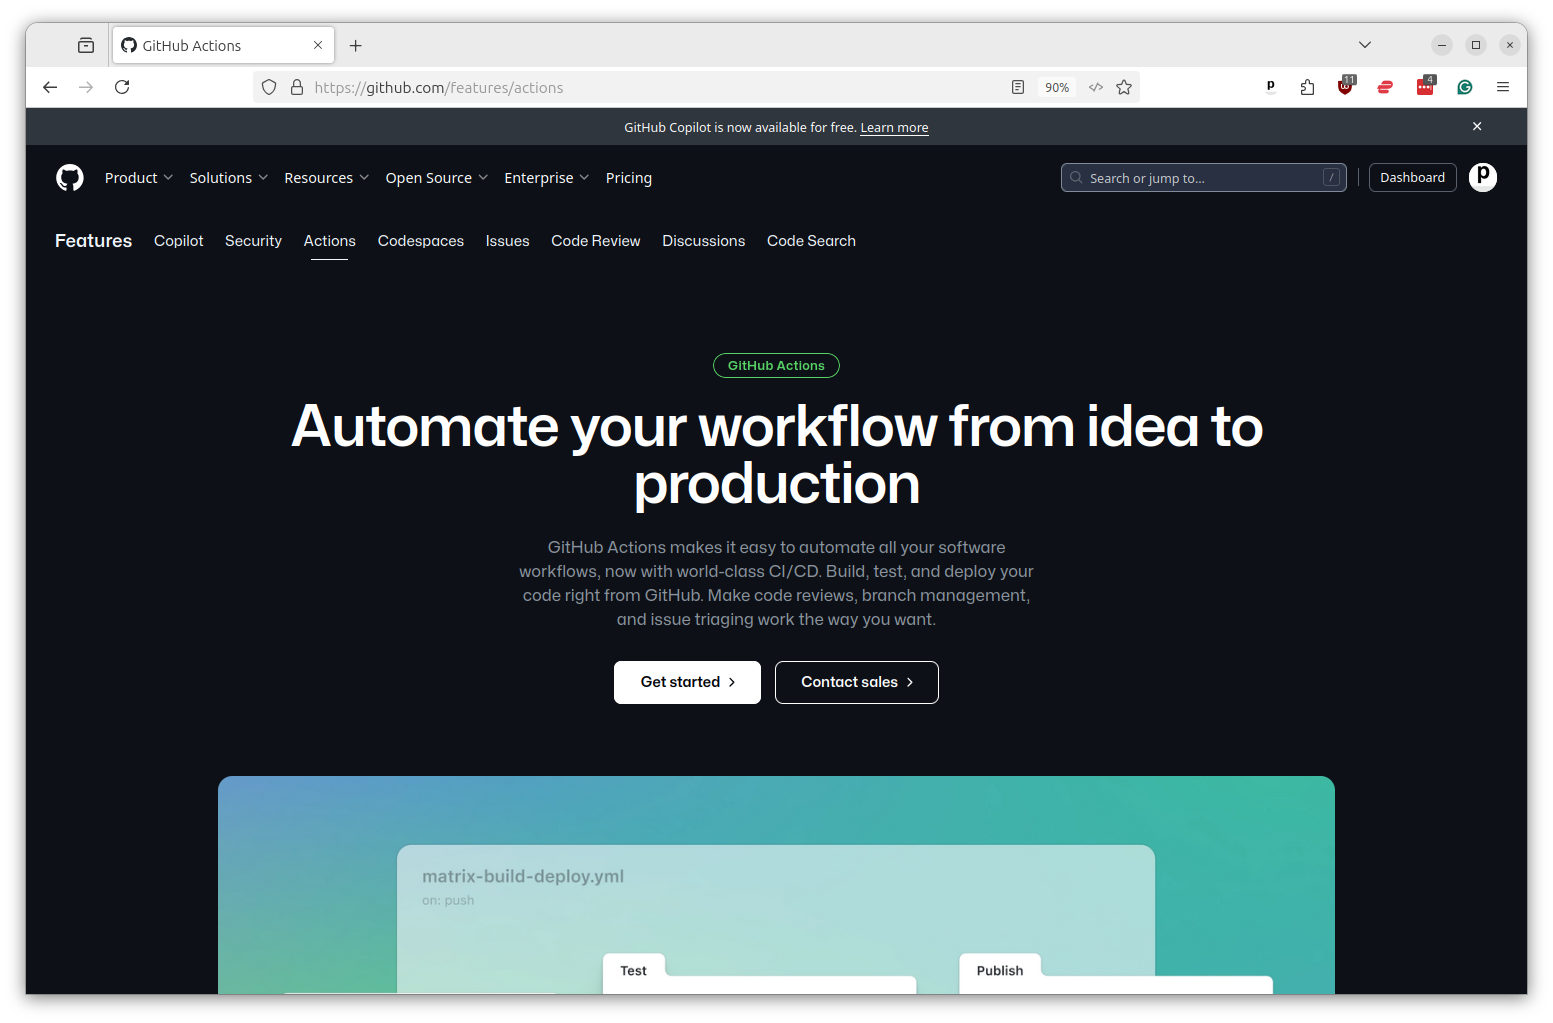 GitHub Actions
https://github.com/features/actions
90%
p
11
4
GitHub Copilot is now available for free. Learn more
Product Solutions Resources Open Source Enterprise Pricing
Search or jump to... /
Dashboard
p
Features Copilot Security Actions Codespaces Issues Code Review Discussions Code Search
GitHub Actions
Automate your workflow from idea to
production
GitHub Actions makes it easy to automate all your software
workflows, now with world-class CI/CD. Build, test, and deploy your
code right from GitHub. Make code reviews, branch management,
and issue triaging work the way you want.
Get started
Contact sales
matrix-build-deploy.yml
on: push
Test
Publish